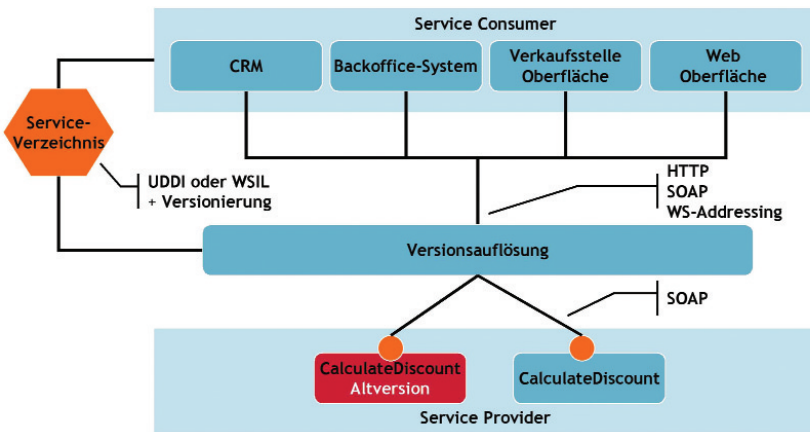 Service Consumer
CRM
Backoffice-System
Verkaufsstelle
Oberfläche
Web
Oberfläche
Service-
Verzeichnis
UDDI oder WSIL
+ Versionierung
HTTP
SOAP
WS-Addressing
Versionsauflösung
SOAP
CalculateDiscount
Altversion
CalculateDiscount
Service Provider